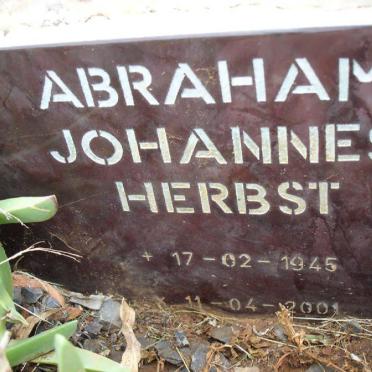 ABRAHAM
JOHANNES
HERBST
+ 17-02-1945
11-04-2001